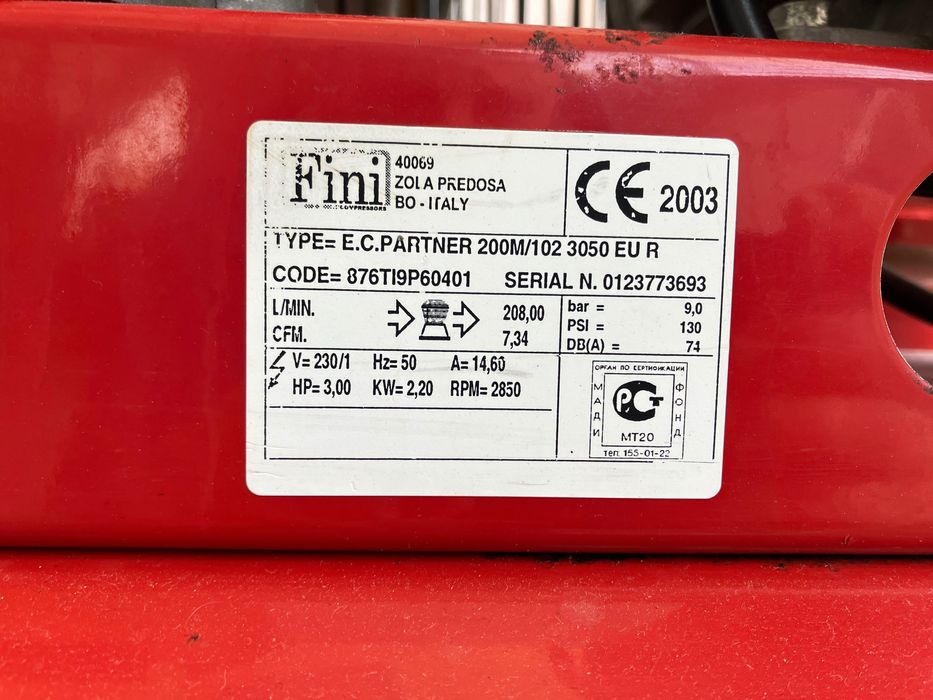 Fini
40069
ZOLA PREDOSA
BO - ITALY
CE 2003
TYPE= E.C.PARTNER 200M/102 3050 EU R
CODE= 876TI9P60401 SERIAL N. 0123773693
L/MIN. 208,00
CFM. 7,34
bar = 9,0
PSI = 130
DB(A) = 74
V= 230/1 Hz= 50 A= 14,60
HP= 3,00 KW= 2,20 RPM= 2850
ОРГАН ПО СЕРТИФИКАЦИИ
МАДИ
ФОНД
РСТ
МТ20
тел. 155-01-22